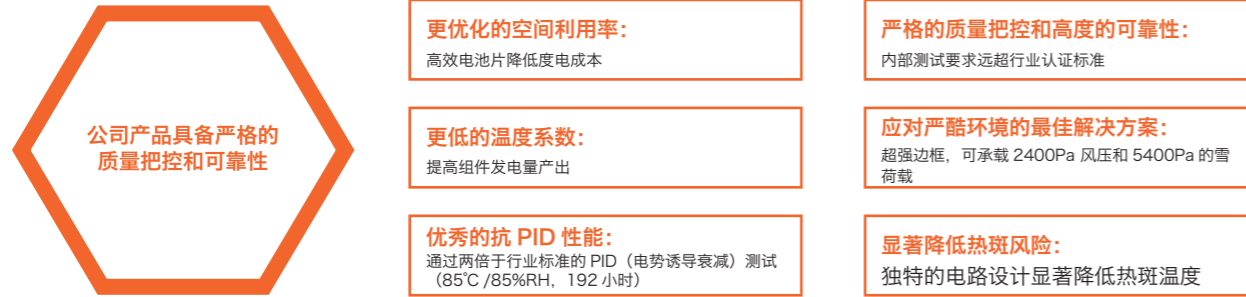 公司产品具备严格的
质量把控和可靠性
更优化的空间利用率：
高效电池片降低度电成本
更低的温度系数：
提高组件发电量产出
优秀的抗 PID 性能：
通过两倍于行业标准的 PID（电势诱导衰减）测试
（85℃ /85%RH，192 小时）
严格的质量把控和高度的可靠性：
内部测试要求远超行业认证标准
应对严酷环境的最佳解决方案：
超强边框，可承载 2400Pa 风压和 5400Pa 的雪
荷载
显著降低热斑风险：
独特的电路设计显著降低热斑温度